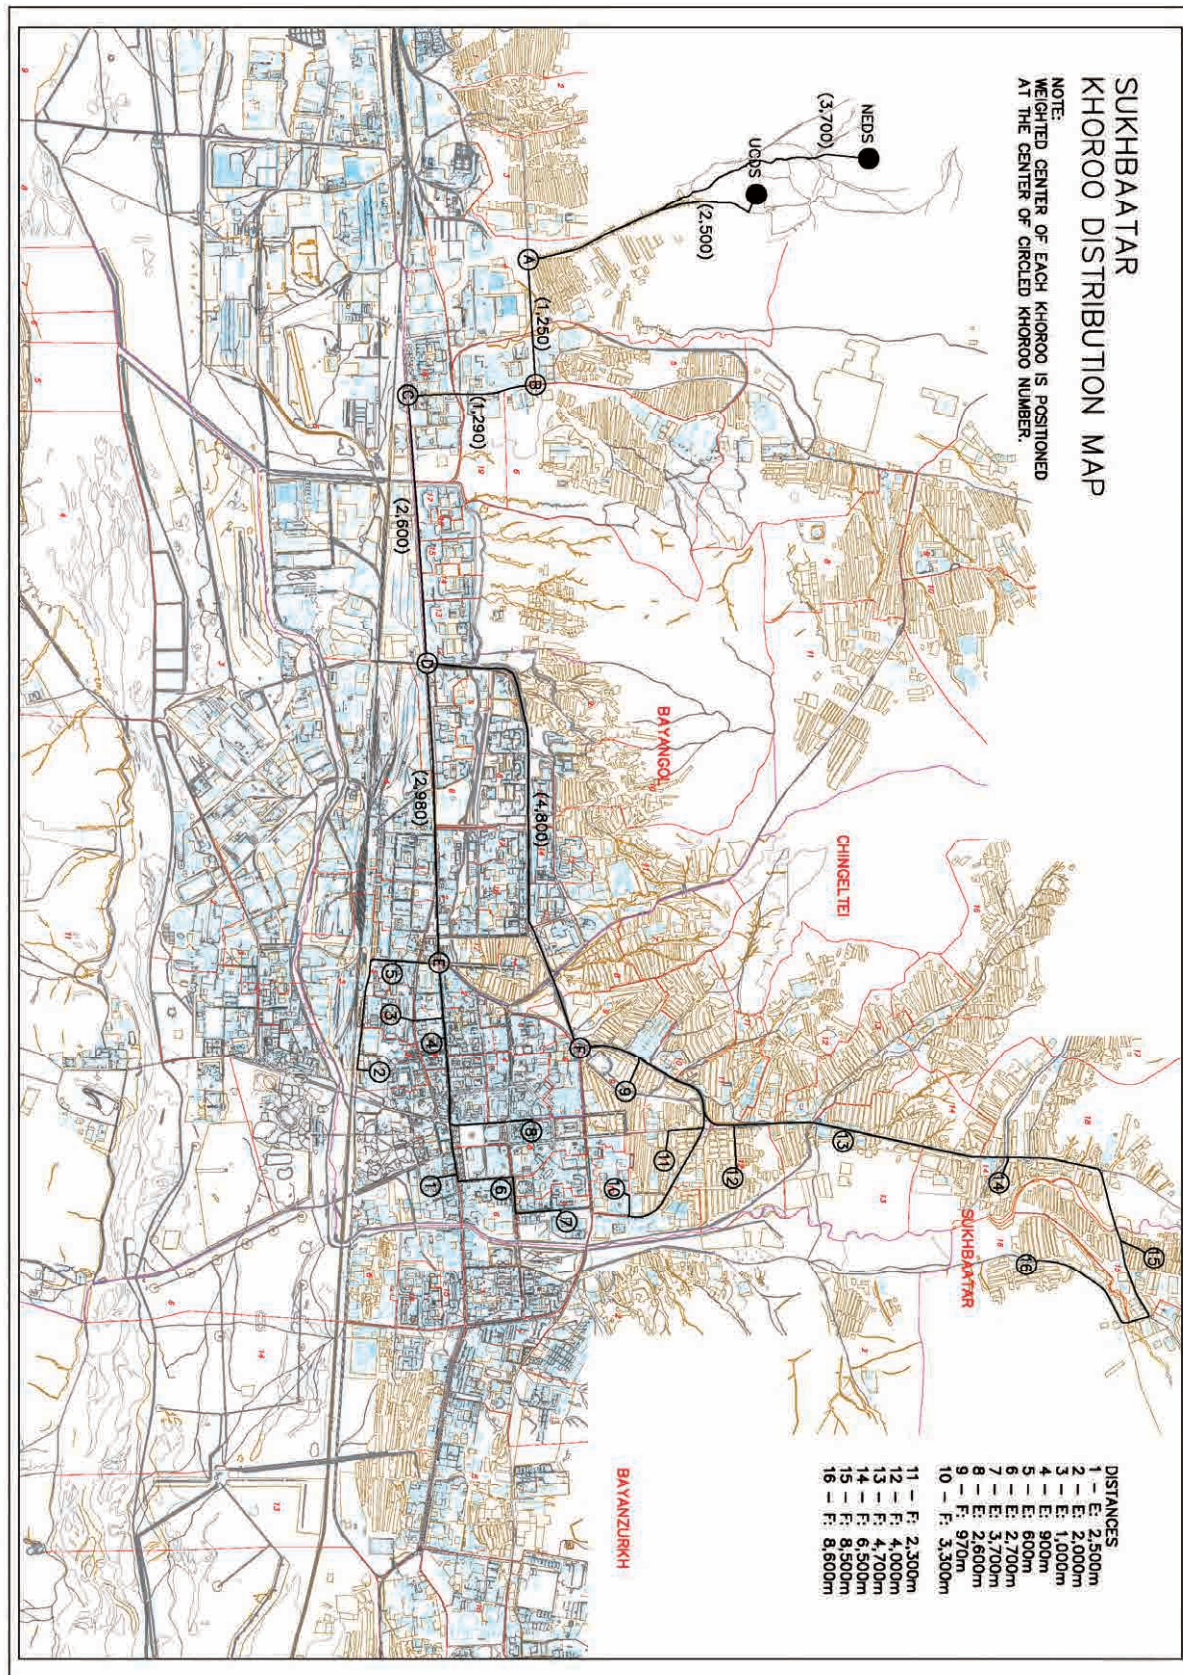 SUKHBAATAR
KHOROO DISTRIBUTION MAP
NOTE:
WEIGHTED CENTER OF EACH KHOROO IS POSITIONED
AT THE CENTER OF CIRCLED KHOROO NUMBER.
NEDS
(3,700)
UCDS
(2,500)
A
(1,250)
B
(1,290)
C
(2,600)
D
(2,980)
(4,800)
E
F
BAYANGOL
CHINGELTEI
SUKHBAATAR
BAYANZURKH
1
2
3
4
5
6
7
8
9
10
11
12
13
14
15
16
DISTANCES
1 - E: 2,500m
2 - E: 2,000m
3 - E: 1,000m
4 - E: 900m
5 - E: 600m
6 - E: 2,700m
7 - E: 3,700m
8 - E: 2,600m
9 - F: 970m
10 - F: 3,300m
11 - F: 2,300m
12 - F: 4,000m
13 - F: 4,700m
14 - F: 6,500m
15 - F: 8,500m
16 - F: 8,600m